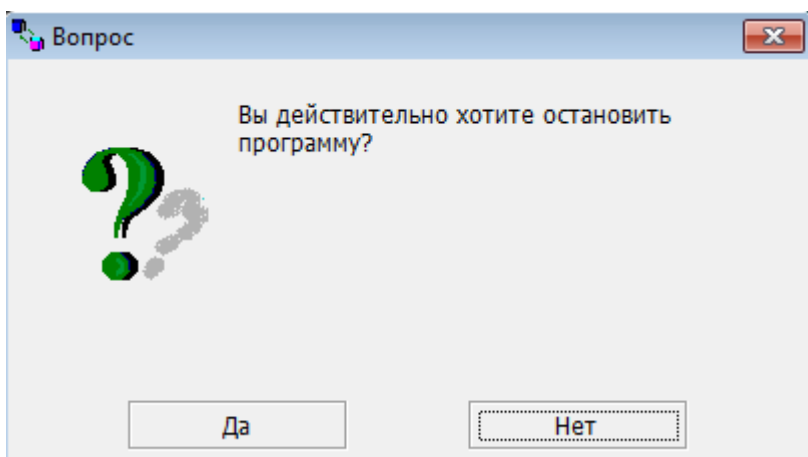 Вопрос
Вы действительно хотите остановить
программу?
Да
Нет